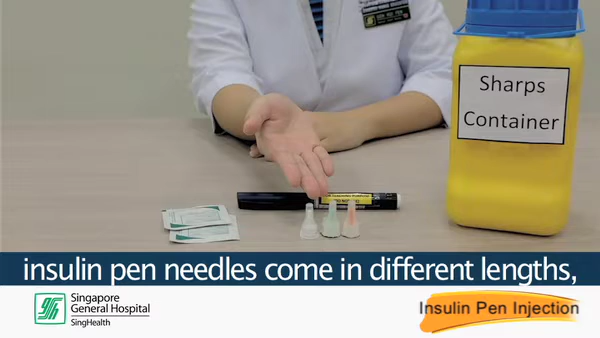 Sharps
Container
insulin pen needles come in different lengths,
Singapore
General Hospital
SingHealth
Insulin Pen Injection